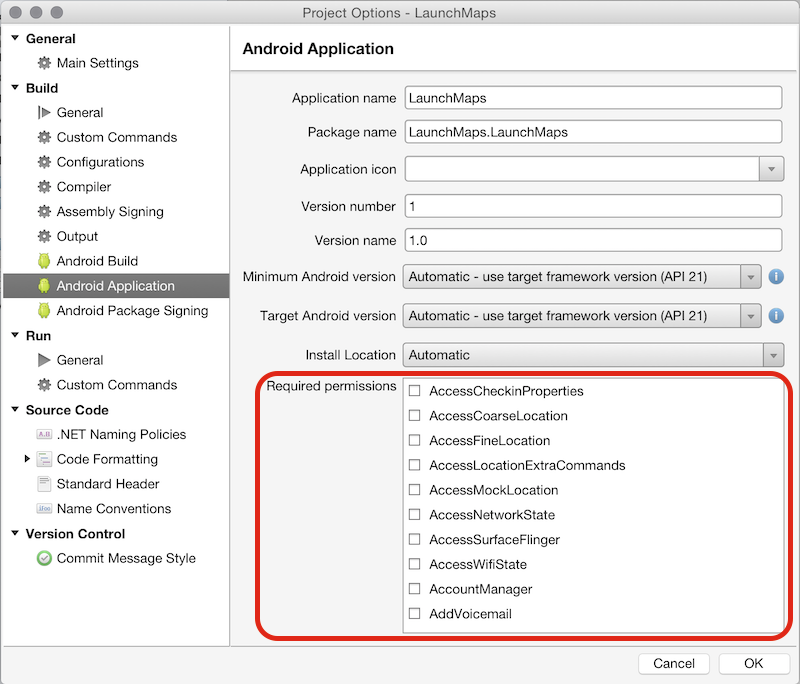 Project Options - LaunchMaps
General
Main Settings
Build
General
Custom Commands
Configurations
Compiler
Assembly Signing
Output
Android Build
Android Application
Android Package Signing
Run
General
Custom Commands
Source Code
.NET Naming Policies
Code Formatting
Standard Header
Name Conventions
Version Control
Commit Message Style
Android Application
Application name LaunchMaps
Package name LaunchMaps.LaunchMaps
Application icon
Version number 1
Version name 1.0
Minimum Android version Automatic - use target framework version (API 21)
Target Android version Automatic - use target framework version (API 21)
Install Location Automatic
Required permissions AccessCheckinProperties
AccessCoarseLocation
AccessFineLocation
AccessLocationExtraCommands
AccessMockLocation
AccessNetworkState
AccessSurfaceFlinger
AccessWifiState
AccountManager
AddVoicemail
Cancel OK